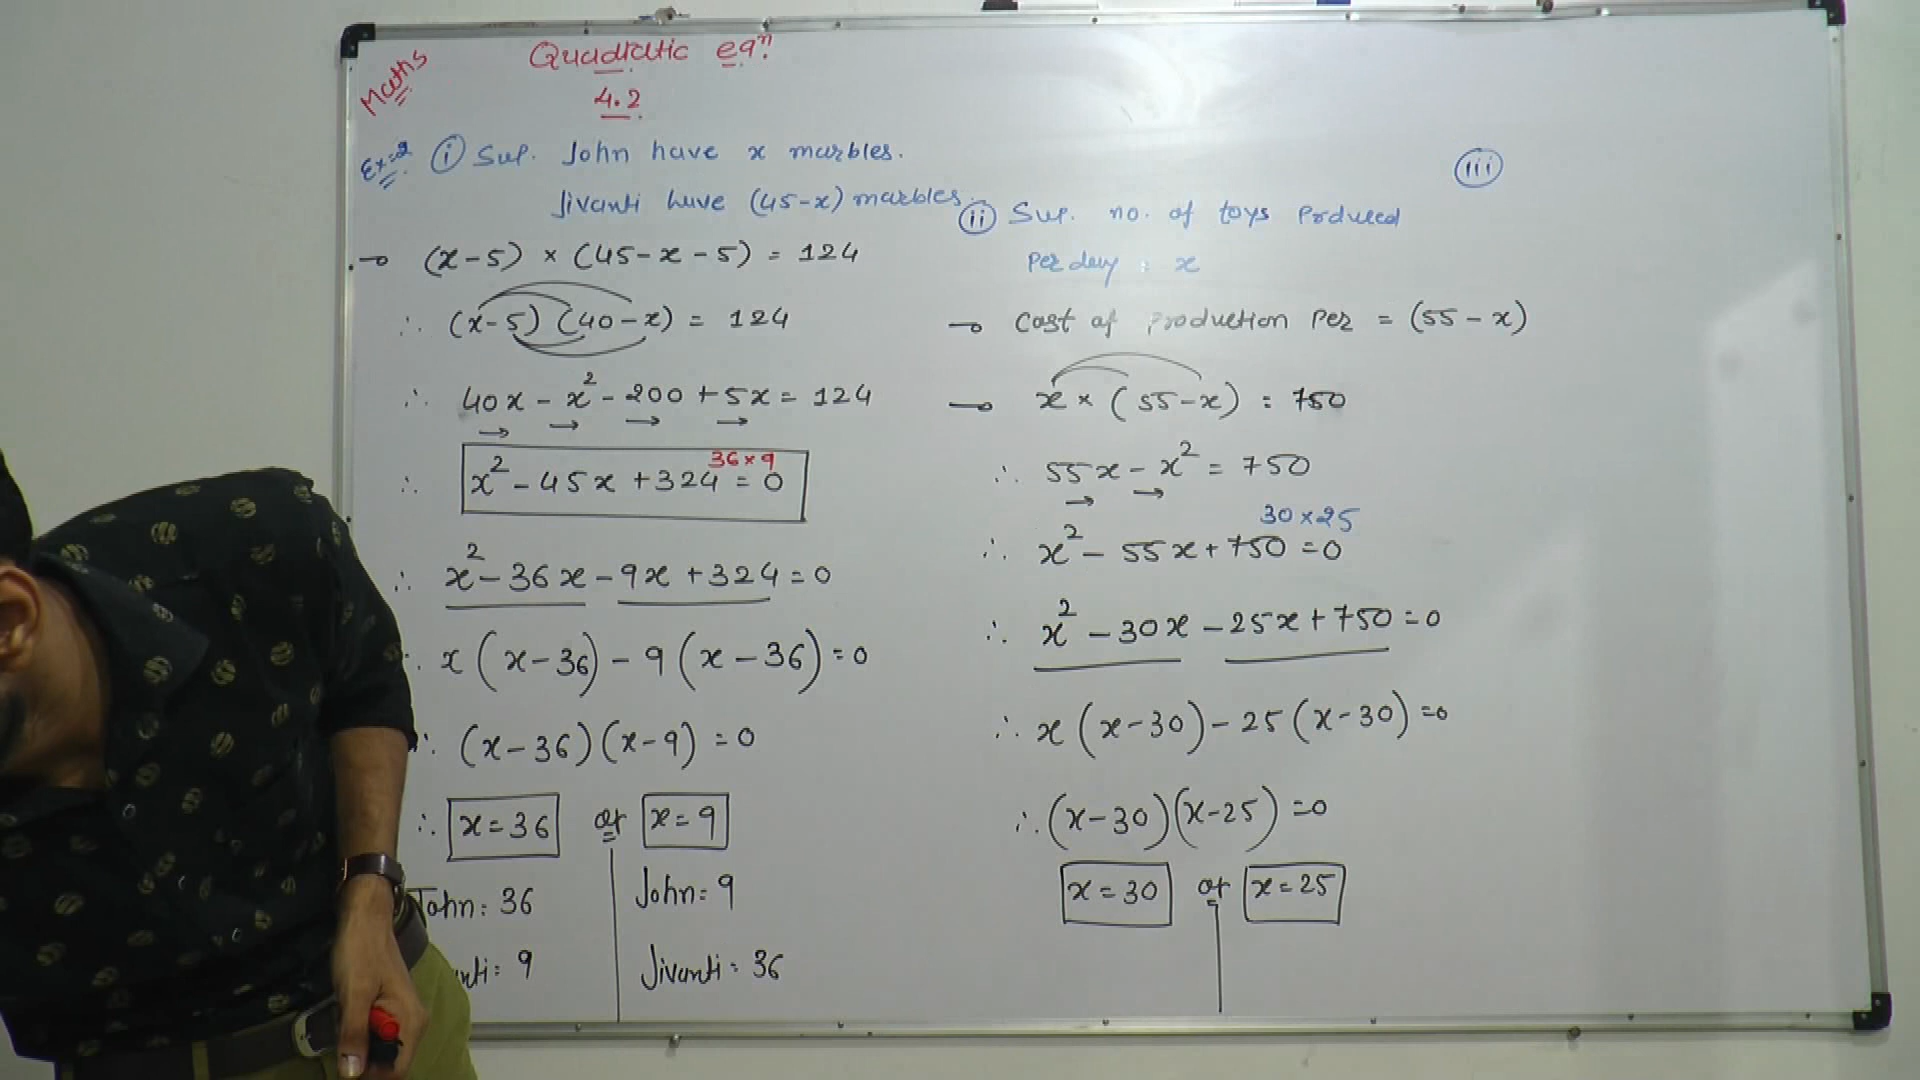 Maths
Quadratic eqⁿ.
4.2
Ex:2 (i) Sup. John have x marbles.
Jivanti have (45-x) marbles.
→ (x-5) × (45-x-5) = 124
∴ (x-5) (40-x) = 124
∴ 40x - x² - 200 + 5x = 124
36 × 9
∴ x² - 45x + 324 = 0
∴ x² - 36x - 9x + 324 = 0
∴ x (x-36) - 9 (x-36) = 0
∴ (x-36) (x-9) = 0
∴ x = 36 or x = 9
John: 36
nti: 9
John: 9
Jivanti: 36
(ii) Sup. no. of toys Produced
Per day : x
→ Cost of production Per = (55-x)
→ x × (55-x) = 750
∴ 55x - x² = 750
30 × 25
∴ x² - 55x + 750 = 0
∴ x² - 30x - 25x + 750 = 0
∴ x (x-30) - 25 (x-30) = 0
∴ (x-30) (x-25) = 0
x = 30 or x = 25
(iii)